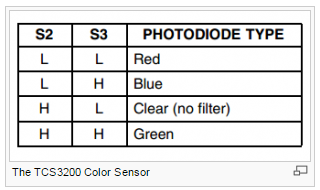 S2 S3 PHOTODIODE TYPE
L L Red
L H Blue
H L Clear (no filter)
H H Green
The TCS3200 Color Sensor